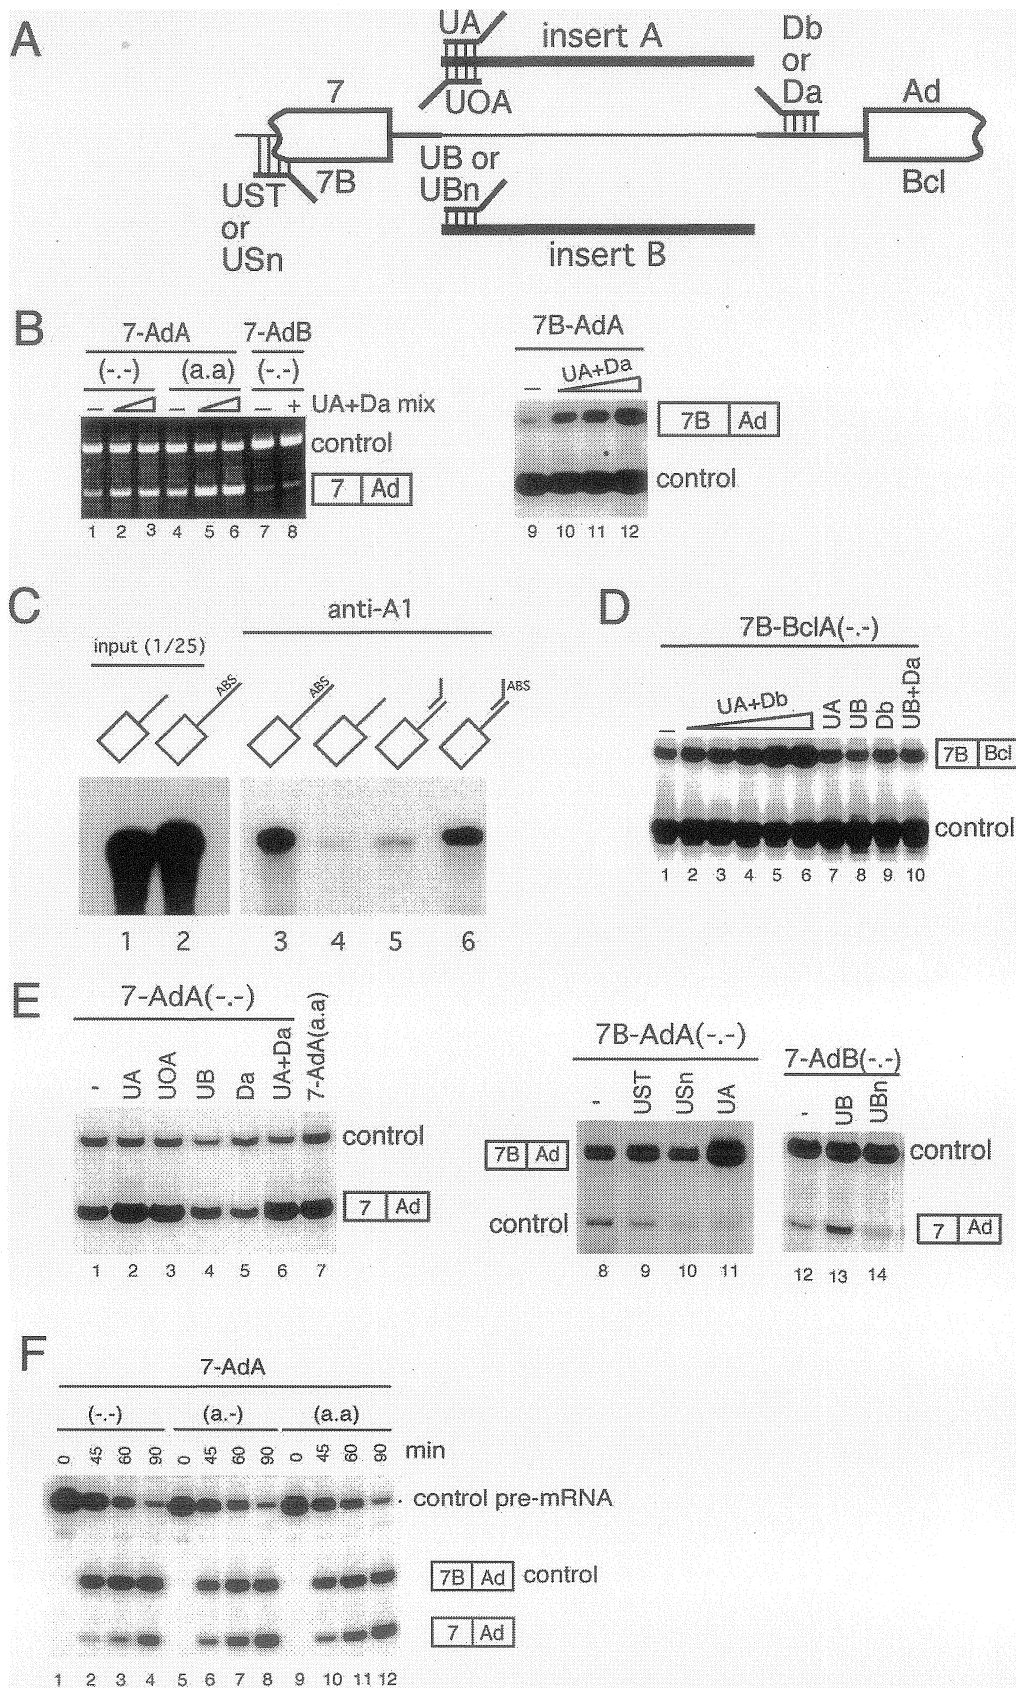 A
UA
insert A
Db
or
Da
7
UOA
Ad
UB or
UBn
7B
Bcl
UST
or
USn
insert B
B
7-AdA 7-AdB
(-.-) (a.a) (-.-)
– – – + UA+Da mix
control
7 Ad
1 2 3 4 5 6 7 8
7B-AdA
– UA+Da
7B Ad
control
9 10 11 12
C
anti-A1
input (1/25)
ABS ABS ABS
1 2 3 4 5 6
D
7B-BclA(-.-)
– UA+Db UA UB Db UB+Da
7B Bcl
control
1 2 3 4 5 6 7 8 9 10
E
7-AdA(-.-)
- UA UOA UB Da UA+Da 7-AdA(a.a)
control
7 Ad
1 2 3 4 5 6 7
7B-AdA(-.-)
- UST USn UA
7B Ad
control
8 9 10 11
7-AdB(-.-)
- UB UBn
control
7 Ad
12 13 14
F
7-AdA
(-.-) (a.-) (a.a)
0 45 60 90 0 45 60 90 0 45 60 90 min
control pre-mRNA
7B Ad control
7 Ad
1 2 3 4 5 6 7 8 9 10 11 12